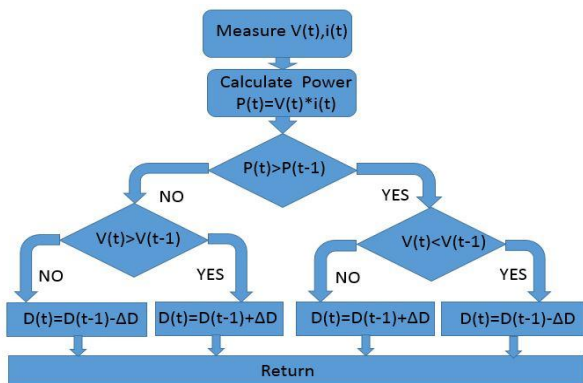 Measure V(t),i(t)
Calculate Power
P(t)=V(t)*i(t)
P(t)>P(t-1)
NO
YES
V(t)>V(t-1)
V(t)<V(t-1)
NO
YES
NO
YES
D(t)=D(t-1)-ΔD
D(t)=D(t-1)+ΔD
D(t)=D(t-1)+ΔD
D(t)=D(t-1)-ΔD
Return